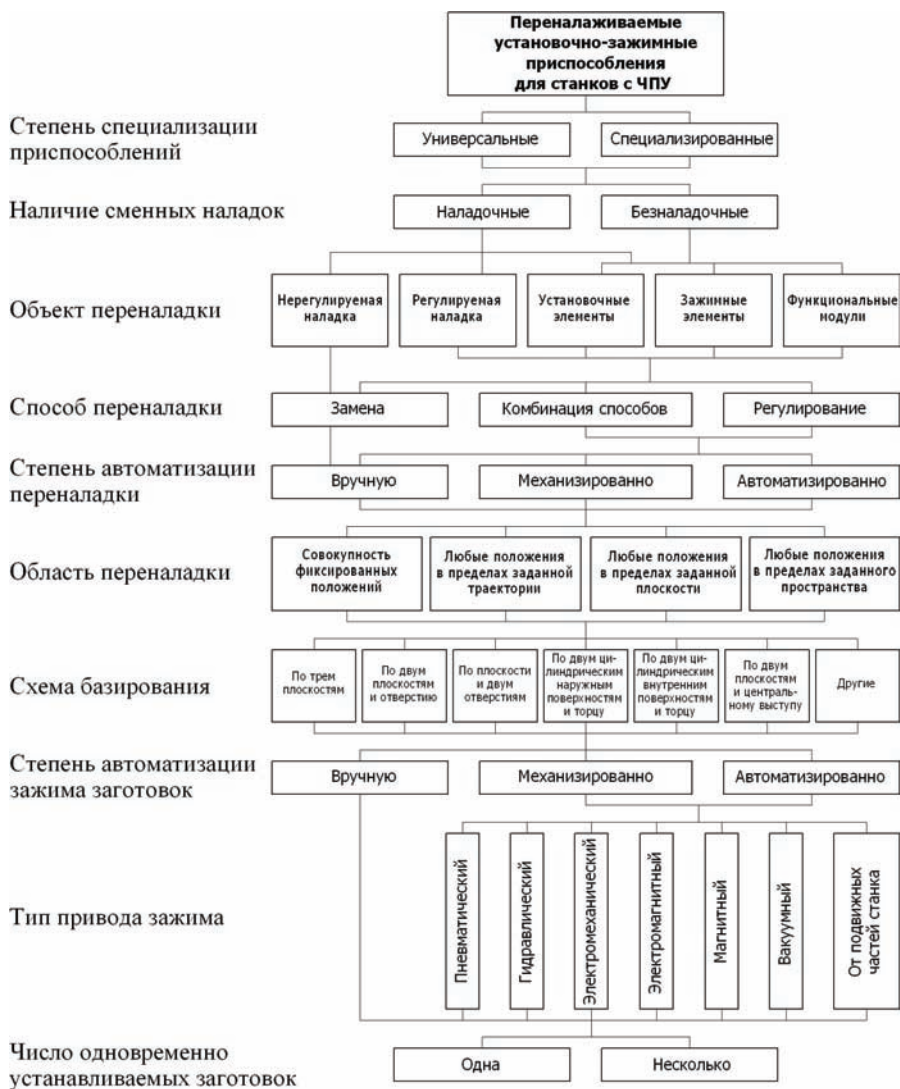 Переналаживаемые
установочно-зажимные
приспособления
для станков с ЧПУ
Степень специализации
приспособлений
Универсальные
Специализированные
Наличие сменных наладок
Наладочные
Безналадочные
Объект переналадки
Нерегулируемая
наладка
Регулируемая
наладка
Установочные
элементы
Зажимные
элементы
Функциональные
модули
Способ переналадки
Замена
Комбинация способов
Регулирование
Степень автоматизации
переналадки
Вручную
Механизированно
Автоматизированно
Область переналадки
Совокупность
фиксированных
положений
Любые положения
в пределах заданной
траектории
Любые положения
в пределах заданной
плоскости
Любые положения
в пределах заданного
пространства
Схема базирования
По трем
плоскостям
По двум
плоскостям
и отверстию
По плоскости
и двум
отверстиям
По двум ци-
линдрическим
наружным
поверхностям
и торцу
По двум ци-
линдрическим
внутренним
поверхностям
и торцу
По двум
плоскостям
и централь-
ному выступу
Другие
Степень автоматизации
зажима заготовок
Вручную
Механизированно
Автоматизированно
Тип привода зажима
Пневматический
Гидравлический
Электромеханический
Электромагнитный
Магнитный
Вакуумный
От подвижных
частей станка
Число одновременно
устанавливаемых заготовок
Одна
Несколько